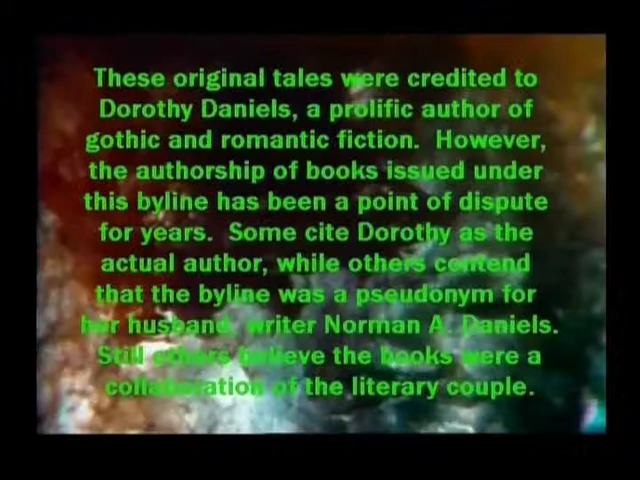 These original tales were credited to
Dorothy Daniels, a prolific author of
gothic and romantic fiction.  However,
the authorship of books issued under
this byline has been a point of dispute
for years.  Some cite Dorothy as the
actual author, while others contend
that the byline was a pseudonym for
her husband, writer Norman A. Daniels.
Still others believe the books were a
collaboration of the literary couple.